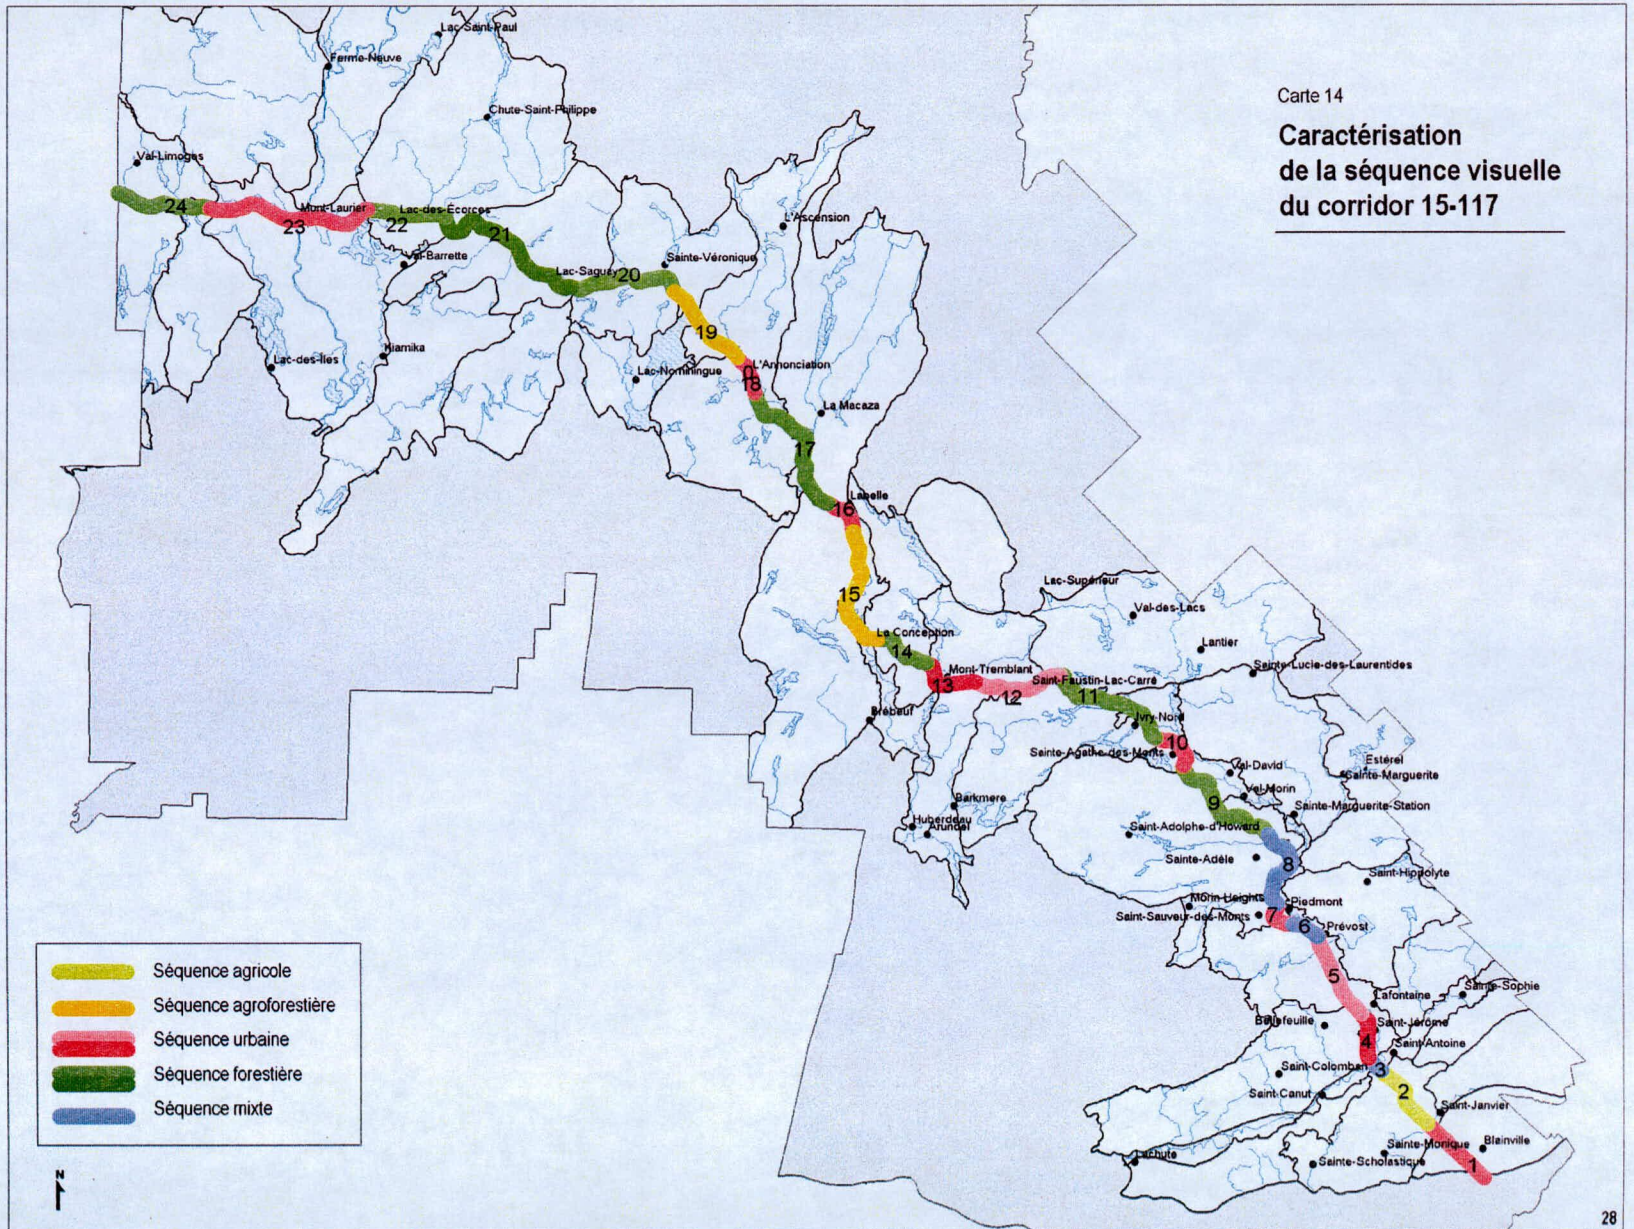 Carte 14
Caractérisation
de la séquence visuelle
du corridor 15-117
Lac-Saint-Paul
Ferme-Neuve
Chute-Saint-Philippe
Val-Limoges
24
Mont-Laurier
23
Lac-des-Écorces
22
21
Val-Barrette
Lac-Saguay
20
Sainte-Véronique
L'Ascension
19
Kiamika
Lac-des-Îles
Lac-Nominingue
L'Annonciation
0
18
La Macaza
17
Labelle
16
15
La Conception
14
Lac-Supérieur
Val-des-Lacs
Lantier
Sainte-Lucie-des-Laurentides
Mont-Tremblant
13
12
Saint-Faustin-Lac-Carré
11
Brébeuf
Ivry-Nord
10
Sainte-Agathe-des-Monts
Val-David
Estérel
Sainte-Marguerite
Val-Morin
9
Sainte-Marguerite-Station
Barkmere
Huberdeau
Arundel
Saint-Adolphe-d'Howard
Sainte-Adèle
8
Saint-Hippolyte
Morin-Heights
Piedmont
Saint-Sauveur-des-Monts
7
6
Prévost
5
Lafontaine
Sainte-Sophie
Bellefeuille
Saint-Jérôme
4
Saint-Antoine
3
Saint-Colomban
2
Saint-Canut
Saint-Janvier
Sainte-Monique
Blainville
Lachute
Sainte-Scholastique
1
Séquence agricole
Séquence agroforestière
Séquence urbaine
Séquence forestière
Séquence mixte
N
28